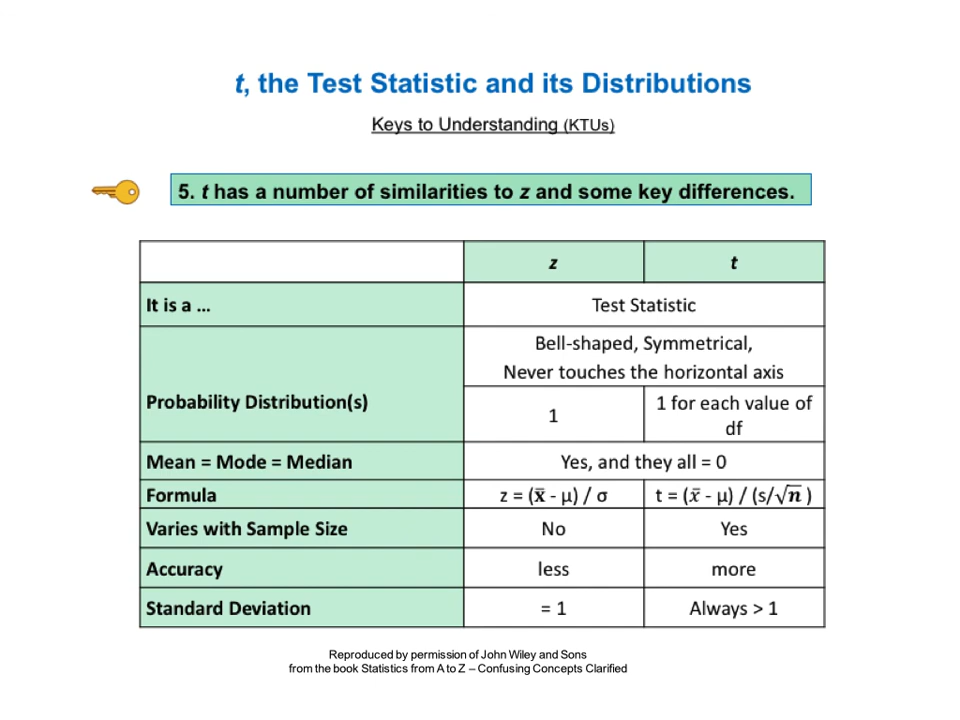 t, the Test Statistic and its Distributions
Keys to Understanding (KTUs)
5. t has a number of similarities to z and some key differences.
z t
It is a ... Test Statistic
Bell-shaped, Symmetrical,
Never touches the horizontal axis
Probability Distribution(s)
1 1 for each value of
df
Mean = Mode = Median Yes, and they all = 0
Formula z = (x̄ - μ) / σ t = (x̄ - μ) / (s/√n )
Varies with Sample Size No Yes
Accuracy less more
Standard Deviation = 1 Always > 1
Reproduced by permission of John Wiley and Sons
from the book Statistics from A to Z – Confusing Concepts Clarified